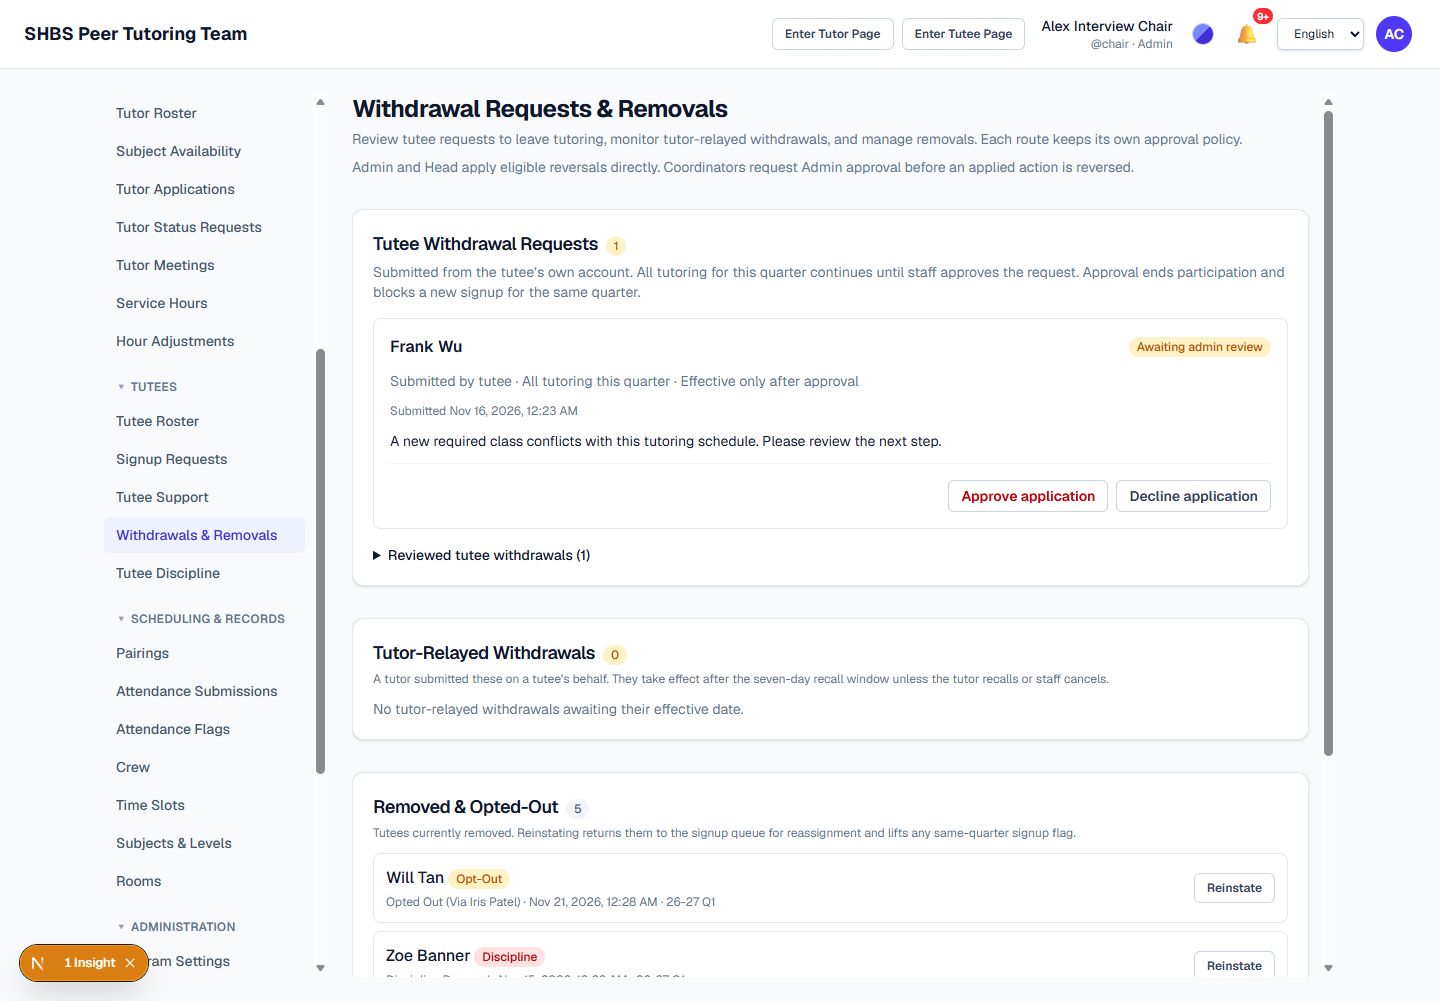 SHBS Peer Tutoring Team
Enter Tutor Page
Enter Tutee Page
Alex Interview Chair
@chair · Admin
9+
English
AC
Tutor Roster
Subject Availability
Tutor Applications
Tutor Status Requests
Tutor Meetings
Service Hours
Hour Adjustments
TUTEES
Tutee Roster
Signup Requests
Tutee Support
Withdrawals & Removals
Tutee Discipline
SCHEDULING & RECORDS
Pairings
Attendance Submissions
Attendance Flags
Crew
Time Slots
Subjects & Levels
Rooms
ADMINISTRATION
ram Settings
N 1 Insight
Withdrawal Requests & Removals
Review tutee requests to leave tutoring, monitor tutor-relayed withdrawals, and manage removals. Each route keeps its own approval policy.
Admin and Head apply eligible reversals directly. Coordinators request Admin approval before an applied action is reversed.
Tutee Withdrawal Requests 1
Submitted from the tutee's own account. All tutoring for this quarter continues until staff approves the request. Approval ends participation and
blocks a new signup for the same quarter.
Frank Wu
Awaiting admin review
Submitted by tutee · All tutoring this quarter · Effective only after approval
Submitted Nov 16, 2026, 12:23 AM
A new required class conflicts with this tutoring schedule. Please review the next step.
Approve application
Decline application
Reviewed tutee withdrawals (1)
Tutor-Relayed Withdrawals 0
A tutor submitted these on a tutee's behalf. They take effect after the seven-day recall window unless the tutor recalls or staff cancels.
No tutor-relayed withdrawals awaiting their effective date.
Removed & Opted-Out 5
Tutees currently removed. Reinstating returns them to the signup queue for reassignment and lifts any same-quarter signup flag.
Will Tan Opt-Out
Opted Out (Via Iris Patel) · Nov 21, 2026, 12:28 AM · 26-27 Q1
Reinstate
Zoe Banner Discipline
Reinstate